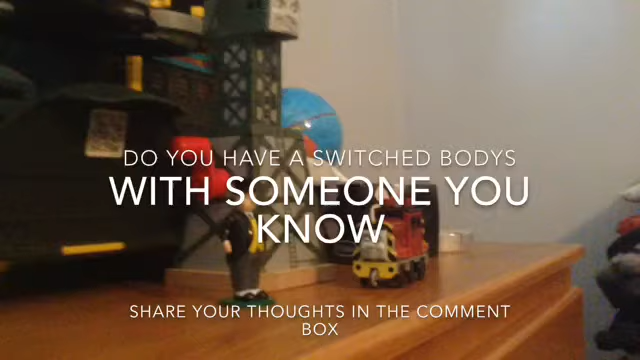 DO YOU HAVE A SWITCHED BODYS
WITH SOMEONE YOU
KNOW
SHARE YOUR THOUGHTS IN THE COMMENT
BOX